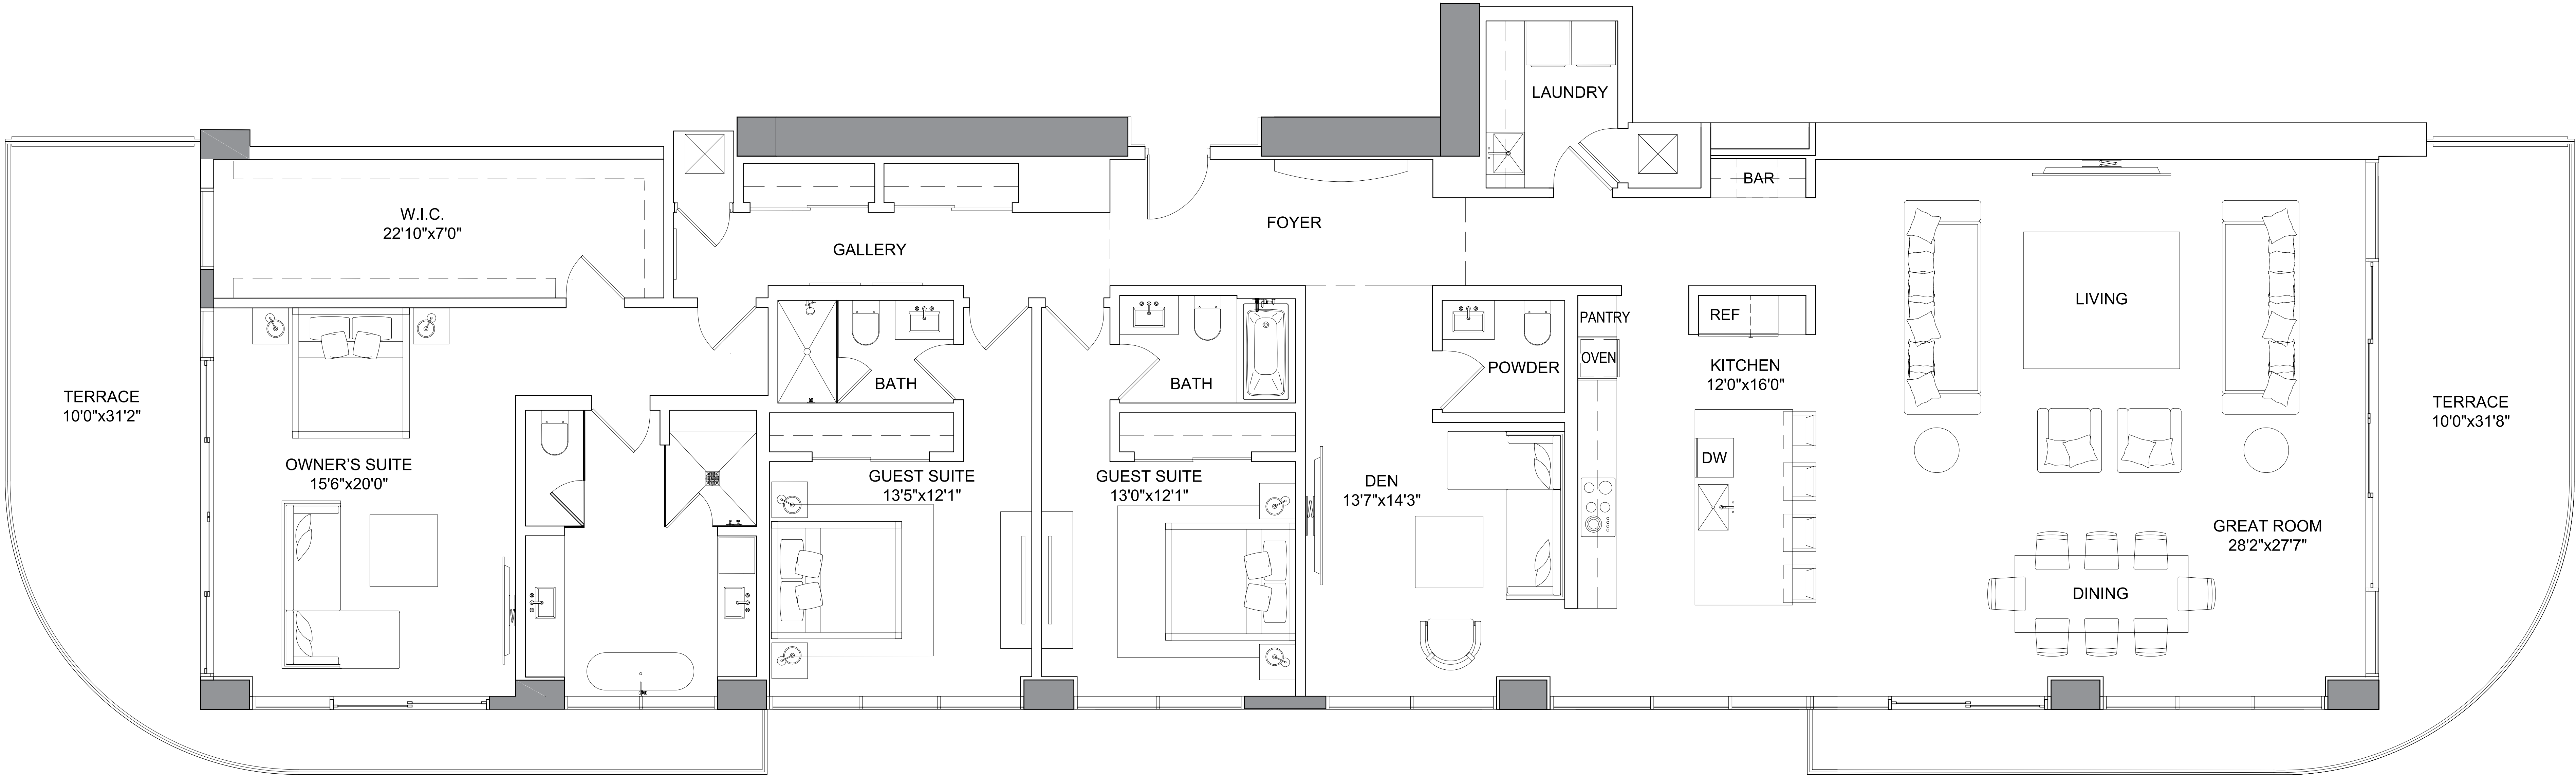 LAUNDRY
BAR
W.I.C.
22'10"x7'0"
GALLERY
FOYER
LIVING
REF
PANTRY
OVEN
POWDER
KITCHEN
12'0"x16'0"
BATH
BATH
TERRACE
10'0"x31'2"
TERRACE
10'0"x31'8"
OWNER'S SUITE
15'6"x20'0"
GUEST SUITE
13'5"x12'1"
GUEST SUITE
13'0"x12'1"
DEN
13'7"x14'3"
DW
GREAT ROOM
28'2"x27'7"
DINING